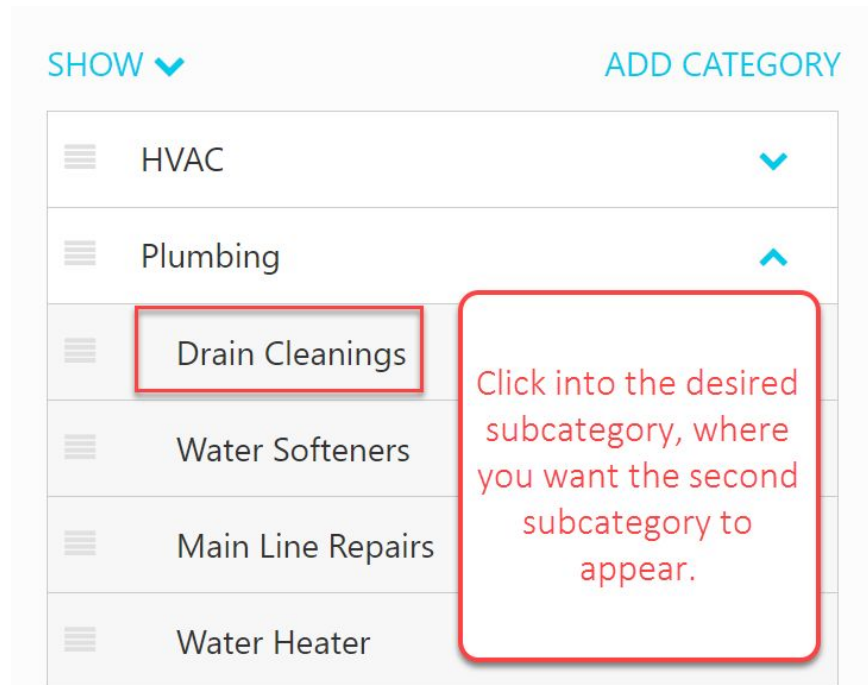 SHOW
ADD CATEGORY
HVAC
Plumbing
Drain Cleanings
Click into the desired
subcategory, where
you want the second
subcategory to
appear.
Water Softeners
Main Line Repairs
Water Heater